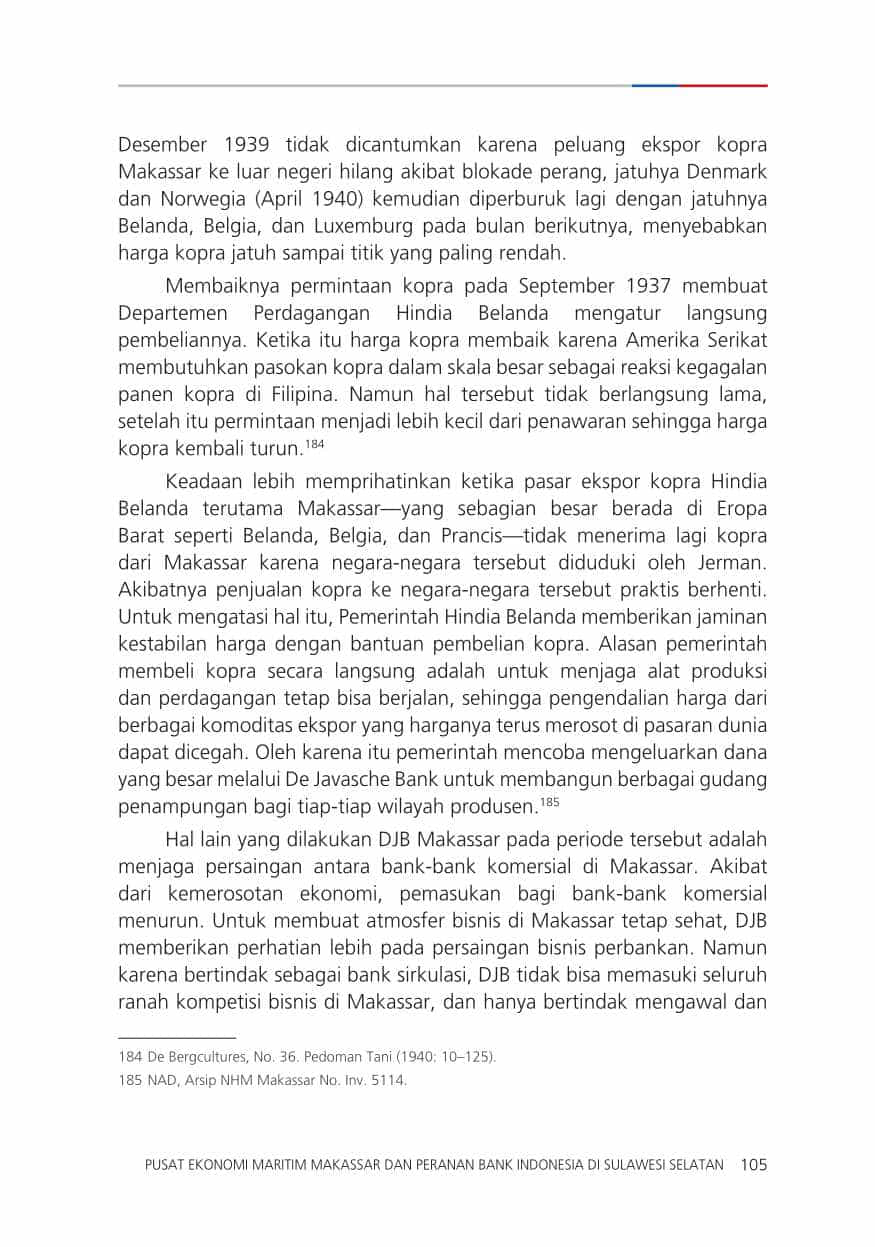 Desember 1939 tidak dicantumkan karena peluang ekspor kopra
Makassar ke luar negeri hilang akibat blokade perang, jatuhya Denmark
dan Norwegia (April 1940) kemudian diperburuk lagi dengan jatuhnya
Belanda, Belgia, dan Luxemburg pada bulan berikutnya, menyebabkan
harga kopra jatuh sampai titik yang paling rendah.
Membaiknya permintaan kopra pada September 1937 membuat
Departemen Perdagangan Hindia Belanda mengatur langsung
pembeliannya. Ketika itu harga kopra membaik karena Amerika Serikat
membutuhkan pasokan kopra dalam skala besar sebagai reaksi kegagalan
panen kopra di Filipina. Namun hal tersebut tidak berlangsung lama,
setelah itu permintaan menjadi lebih kecil dari penawaran sehingga harga
kopra kembali turun.184
Keadaan lebih memprihatinkan ketika pasar ekspor kopra Hindia
Belanda terutama Makassar—yang sebagian besar berada di Eropa
Barat seperti Belanda, Belgia, dan Prancis—tidak menerima lagi kopra
dari Makassar karena negara-negara tersebut diduduki oleh Jerman.
Akibatnya penjualan kopra ke negara-negara tersebut praktis berhenti.
Untuk mengatasi hal itu, Pemerintah Hindia Belanda memberikan jaminan
kestabilan harga dengan bantuan pembelian kopra. Alasan pemerintah
membeli kopra secara langsung adalah untuk menjaga alat produksi
dan perdagangan tetap bisa berjalan, sehingga pengendalian harga dari
berbagai komoditas ekspor yang harganya terus merosot di pasaran dunia
dapat dicegah. Oleh karena itu pemerintah mencoba mengeluarkan dana
yang besar melalui De Javasche Bank untuk membangun berbagai gudang
penampungan bagi tiap-tiap wilayah produsen.185
Hal lain yang dilakukan DJB Makassar pada periode tersebut adalah
menjaga persaingan antara bank-bank komersial di Makassar. Akibat
dari kemerosotan ekonomi, pemasukan bagi bank-bank komersial
menurun. Untuk membuat atmosfer bisnis di Makassar tetap sehat, DJB
memberikan perhatian lebih pada persaingan bisnis perbankan. Namun
karena bertindak sebagai bank sirkulasi, DJB tidak bisa memasuki seluruh
ranah kompetisi bisnis di Makassar, dan hanya bertindak mengawal dan
184 De Bergcultures, No. 36. Pedoman Tani (1940: 10–125).
185 NAD, Arsip NHM Makassar No. Inv. 5114.
PUSAT EKONOMI MARITIM MAKASSAR DAN PERANAN BANK INDONESIA DI SULAWESI SELATAN 105